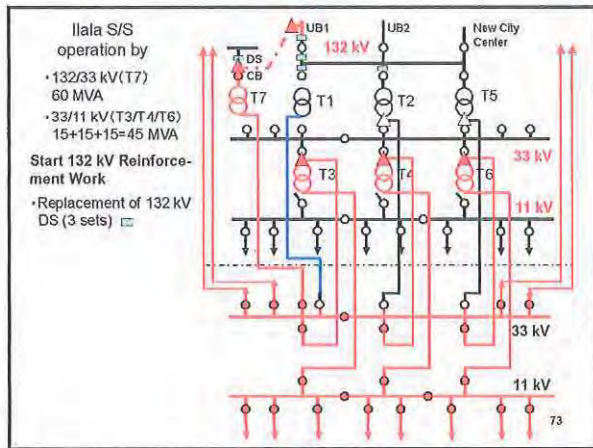 Ilala S/S
operation by
・132/33 kV(T7)
60 MVA
・33/11 kV(T3/T4/T6)
15+15+15=45 MVA
Start 132 kV Reinforce-
ment Work
・Replacement of 132 kV
DS (3 sets)
UB1
UB2
New City
Center
132 kV
DS
CB
T7
T1
T2
T5
33 kV
T3
T4
T6
11 kV
33 kV
11 kV
73